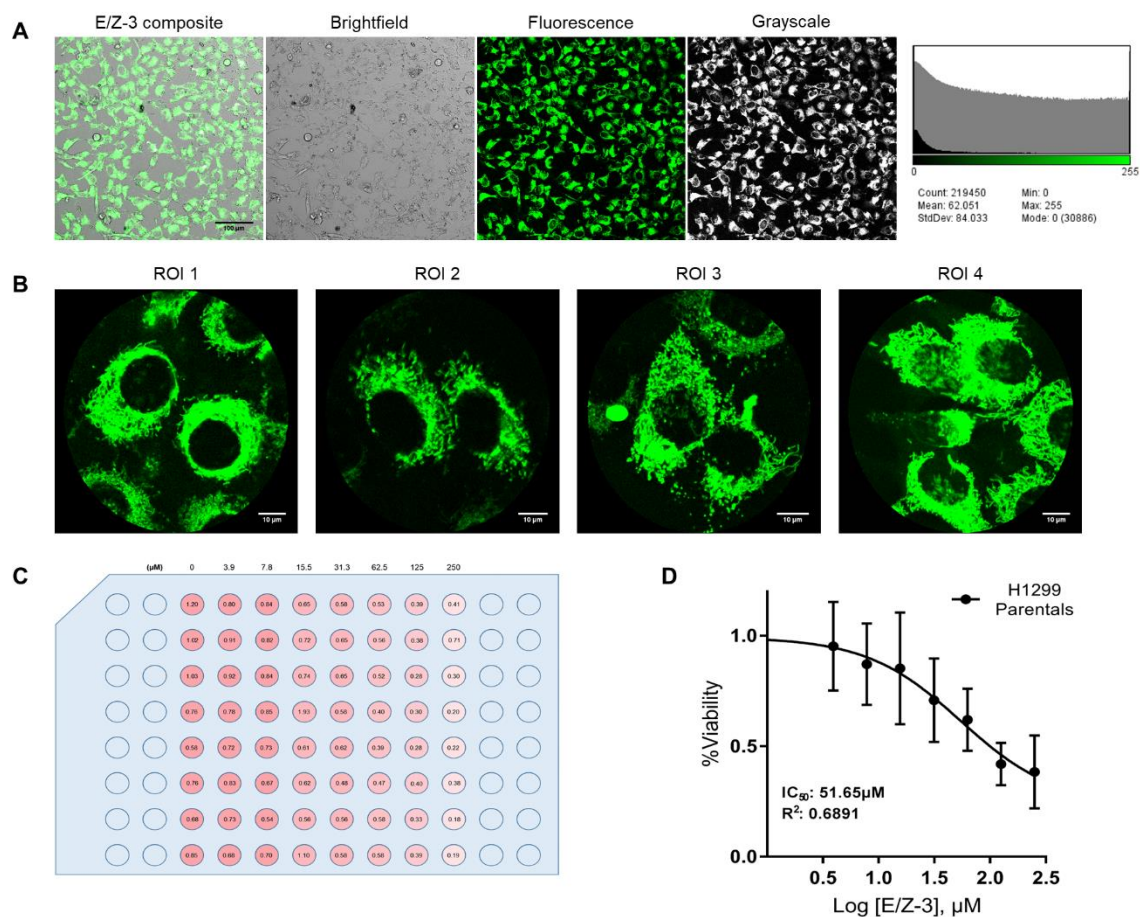 A
E/Z-3 composite Brightfield Fluorescence Grayscale
100 µm
0 255
Count: 219450 Min: 0
Mean: 62.051 Max: 255
StdDev: 84.033 Mode: 0 (30886)
B
ROI 1 ROI 2 ROI 3 ROI 4
10 µm 10 µm 10 µm 10 µm
C
(µM) 0 3.9 7.8 15.5 31.3 62.5 125 250
1.20 0.80 0.84 0.65 0.58 0.53 0.39 0.41
1.02 0.91 0.82 0.72 0.65 0.56 0.38 0.71
1.03 0.92 0.84 0.74 0.65 0.52 0.28 0.30
0.76 0.78 0.85 1.93 0.58 0.40 0.30 0.20
0.58 0.72 0.73 0.61 0.62 0.39 0.28 0.22
0.76 0.83 0.67 0.62 0.48 0.47 0.43 0.38
0.68 0.73 0.54 0.56 0.56 0.58 0.33 0.18
0.85 0.68 0.70 1.10 0.58 0.56 0.39 0.19
D
H1299
Parentals
%Viability
1.0
0.5
0.0
IC50: 51.65µM
R²: 0.6891
0.5 1.0 1.5 2.0 2.5
Log [E/Z-3], µM